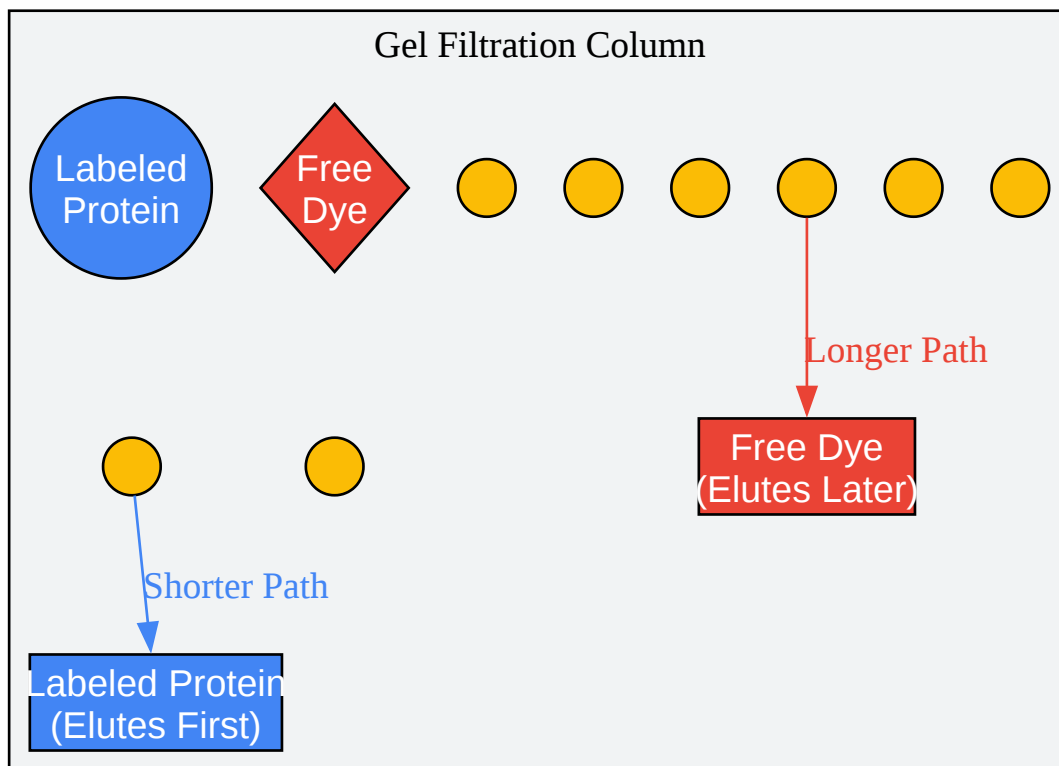 Gel Filtration Column
Labeled
Protein
Free
Dye
Longer Path
Free Dye
(Elutes Later)
Shorter Path
Labeled Protein
(Elutes First)